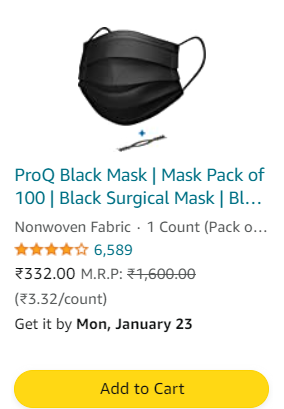 ProQ Black Mask | Mask Pack of
100 | Black Surgical Mask | Bl...
Nonwoven Fabric · 1 Count (Pack o...
6,589
₹332.00 M.R.P: ₹1,600.00
(₹3.32/count)
Get it by Mon, January 23
Add to Cart